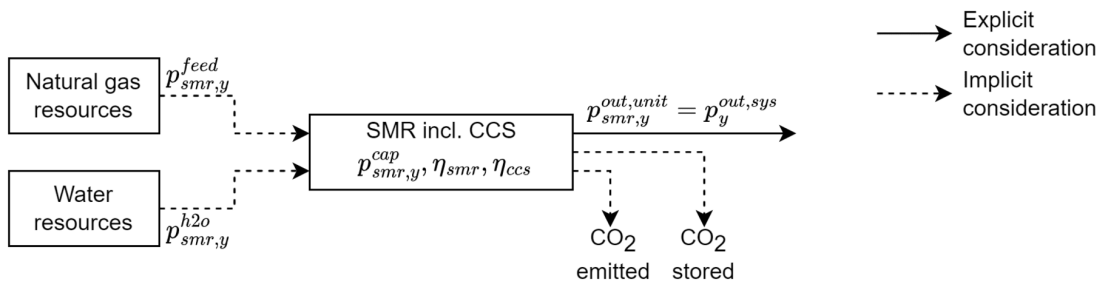 Explicit
consideration
Implicit
consideration
Natural gas
resources
p_{smr,y}^{feed}
Water
resources
p_{smr,y}^{h2o}
SMR incl. CCS
p_{smr,y}^{cap}, η_{smr}, η_{ccs}
p_{smr,y}^{out,unit} = p_{y}^{out,sys}
CO₂
emitted
CO₂
stored